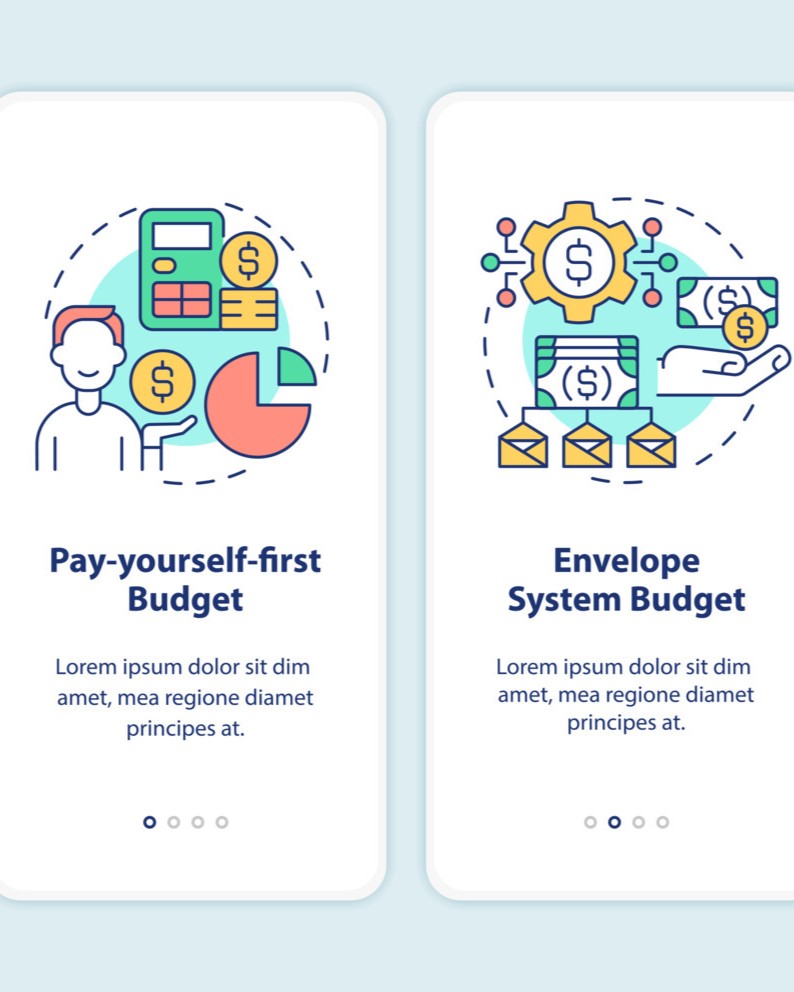 Pay-yourself-first
Budget
Lorem ipsum dolor sit dim
amet, mea regione diamet
principes at.
$
$
$
($)
($)
$
Envelope
System Budget
Lorem ipsum dolor sit dim
amet, mea regione diamet
principes at.